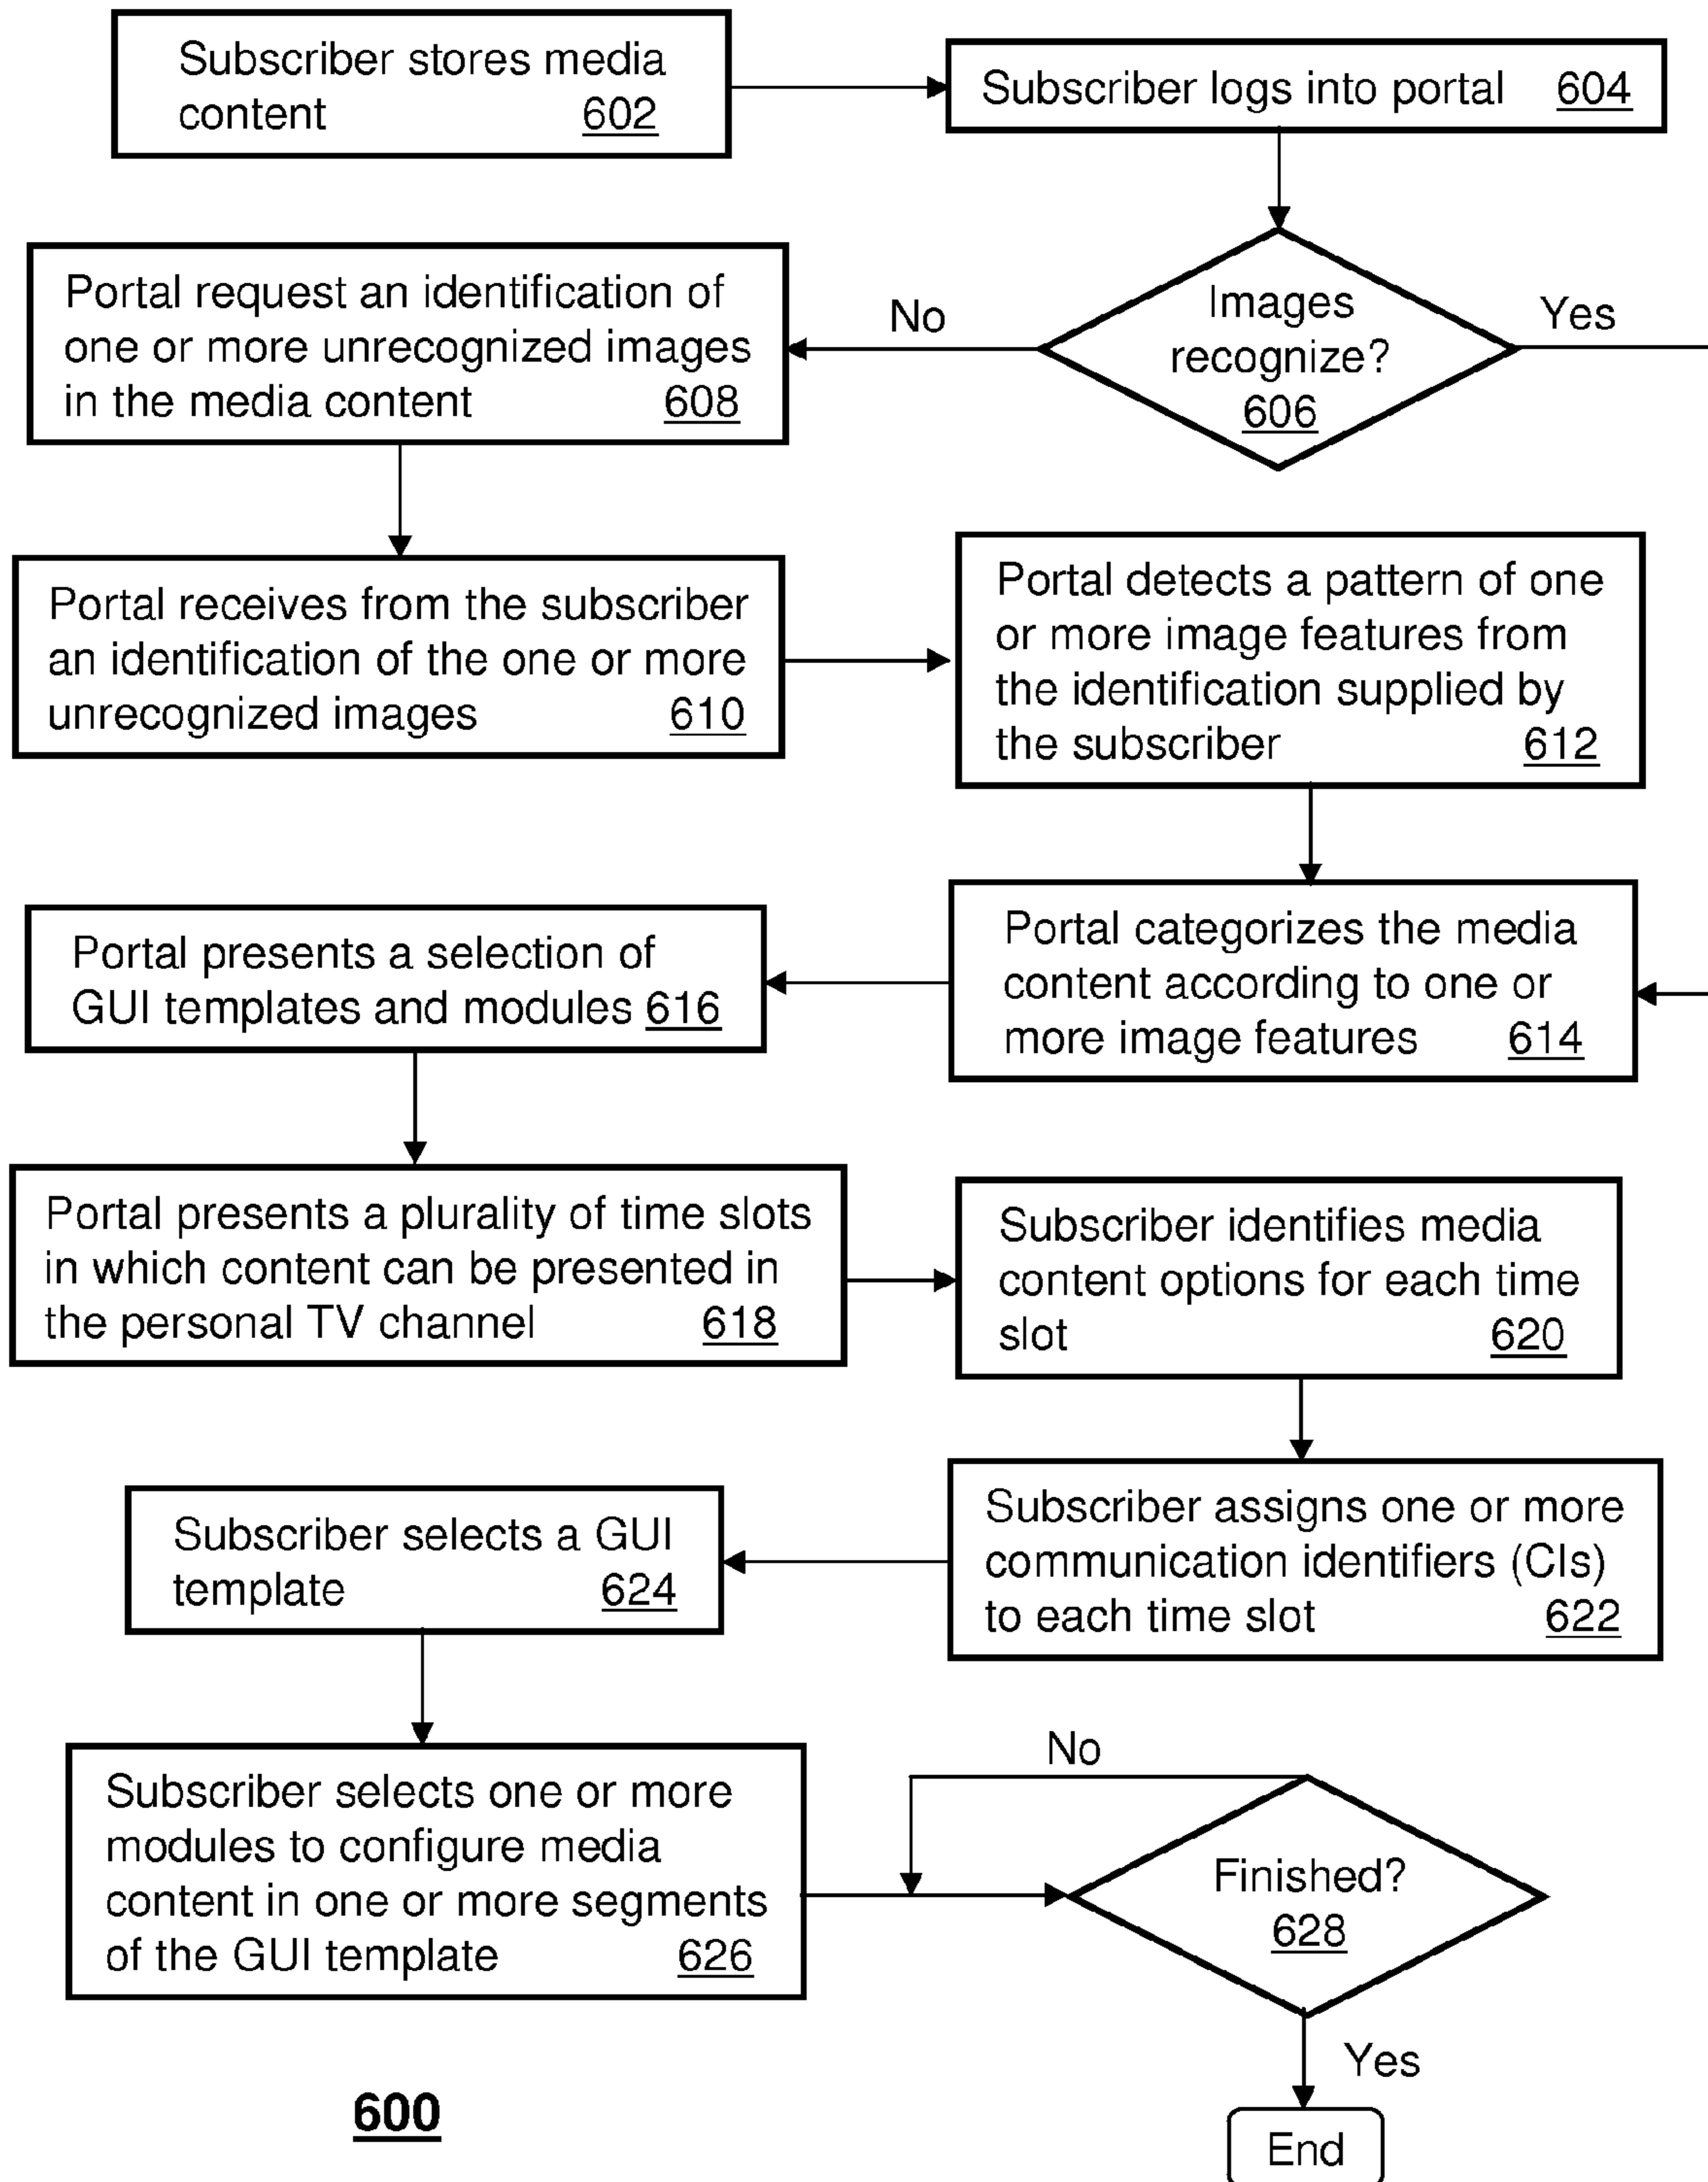 Subscriber stores media
content 602
Subscriber logs into portal 604
Images
recognize?
606
No
Yes
Portal request an identification of
one or more unrecognized images
in the media content 608
Portal receives from the subscriber
an identification of the one or more
unrecognized images 610
Portal detects a pattern of one
or more image features from
the identification supplied by
the subscriber 612
Portal categorizes the media
content according to one or
more image features 614
Portal presents a selection of
GUI templates and modules 616
Portal presents a plurality of time slots
in which content can be presented in
the personal TV channel 618
Subscriber identifies media
content options for each time
slot 620
Subscriber assigns one or more
communication identifiers (CIs)
to each time slot 622
Subscriber selects a GUI
template 624
Subscriber selects one or more
modules to configure media
content in one or more segments
of the GUI template 626
No
Finished?
628
Yes
End
600